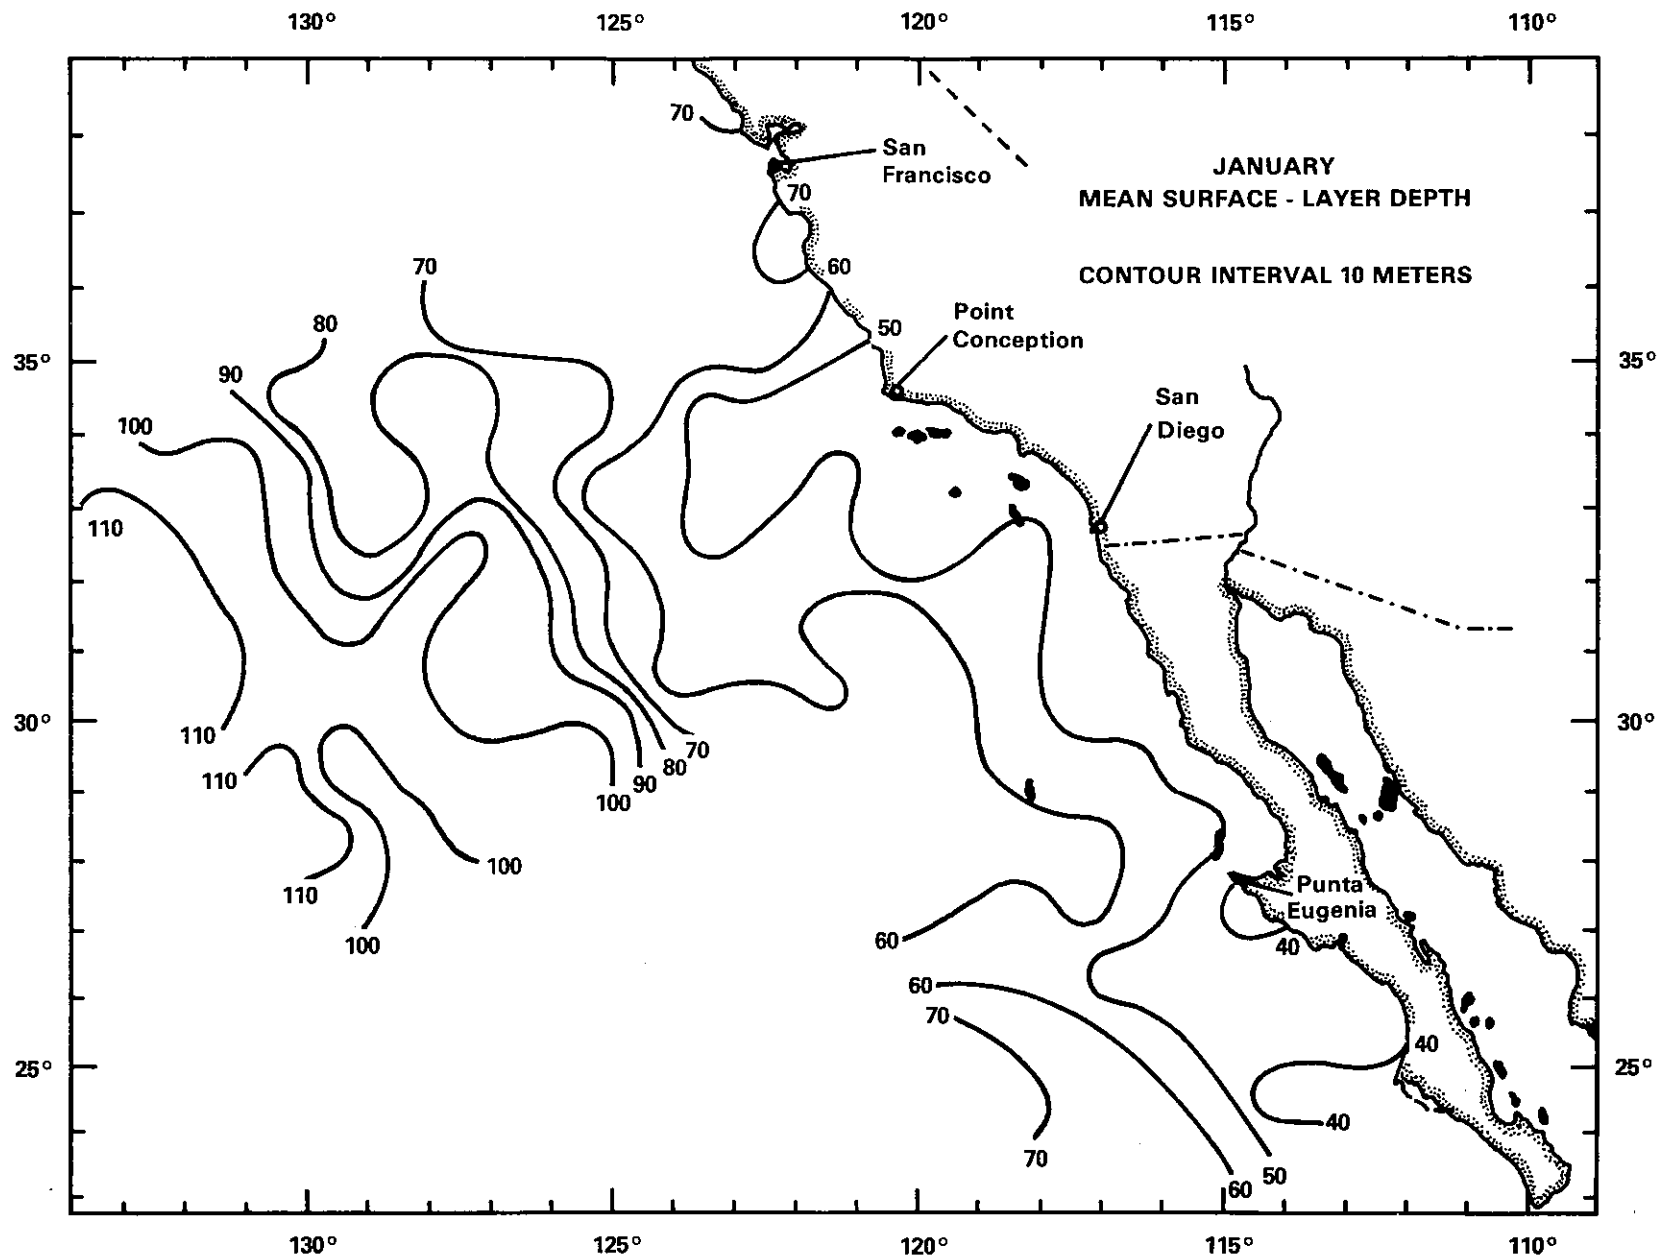 130° 125° 120° 115° 110°
70
San
Francisco
JANUARY
MEAN SURFACE - LAYER DEPTH
70
60
70
CONTOUR INTERVAL 10 METERS
80
50
Point
Conception
35°
35°
90
San
Diego
100
110
30°
110
70
30°
110
80
90
100
100
110
Punta
Eugenia
100
60
40
60
70
40
25°
25°
40
70
50
60
130° 125° 120° 115° 110°